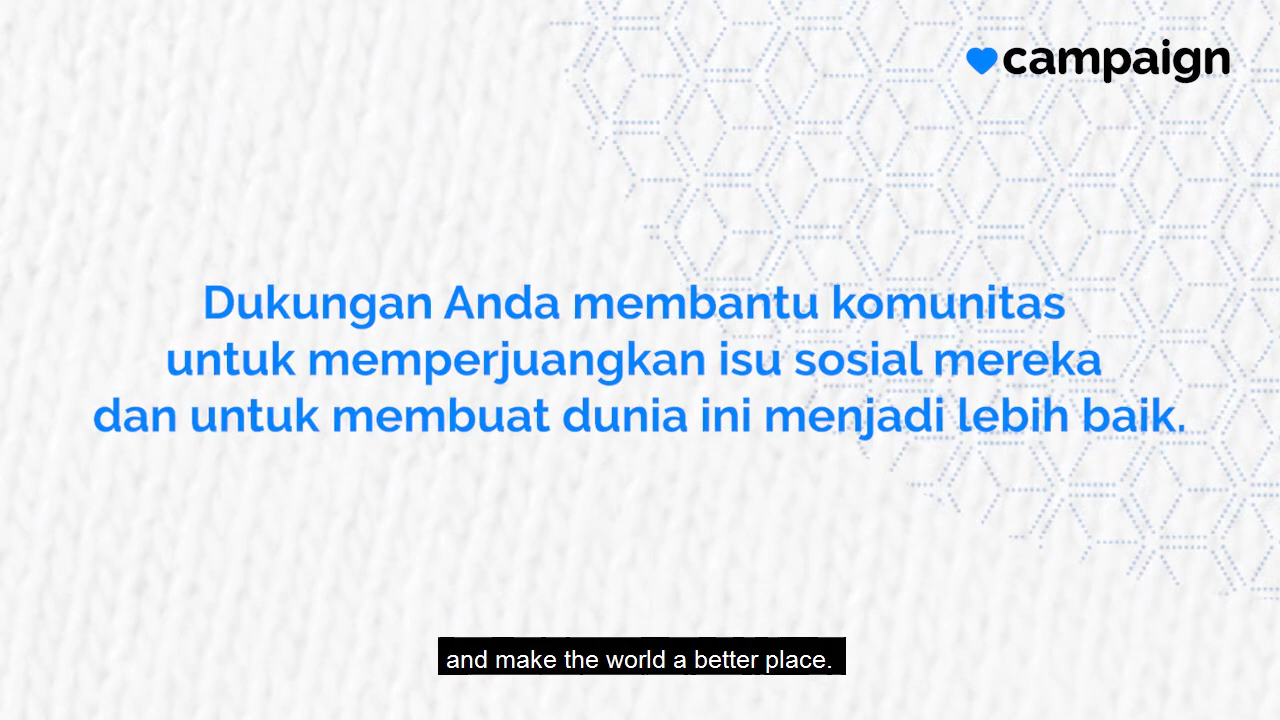 campaign
Dukungan Anda membantu komunitas
untuk memperjuangkan isu sosial mereka
dan untuk membuat dunia ini menjadi lebih baik.
and make the world a better place.